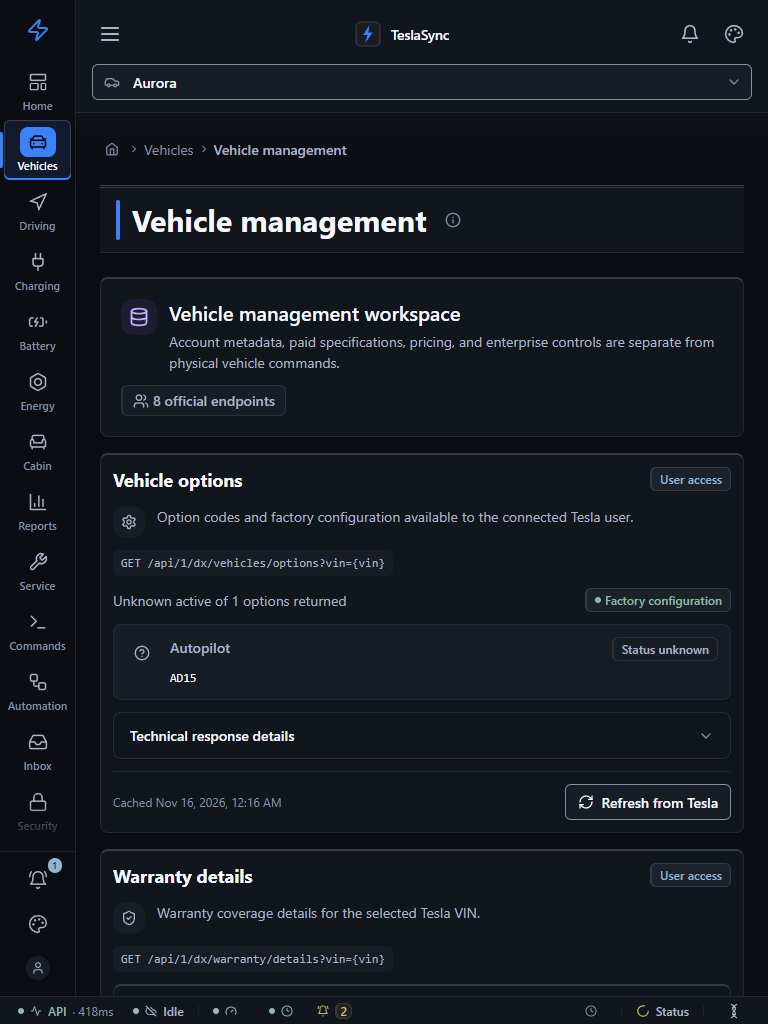 TeslaSync
Aurora
Home
Vehicles
Driving
Charging
Battery
Energy
Cabin
Reports
Service
Commands
Automation
Inbox
Security
1
Vehicles
Vehicle management
Vehicle management
Vehicle management workspace
Account metadata, paid specifications, pricing, and enterprise controls are separate from
physical vehicle commands.
8 official endpoints
Vehicle options
User access
Option codes and factory configuration available to the connected Tesla user.
GET /api/1/dx/vehicles/options?vin={vin}
Unknown active of 1 options returned
Factory configuration
Autopilot
Status unknown
AD15
Technical response details
Cached Nov 16, 2026, 12:16 AM
Refresh from Tesla
Warranty details
User access
Warranty coverage details for the selected Tesla VIN.
GET /api/1/dx/warranty/details?vin={vin}
API · 418ms
Idle
2
Status